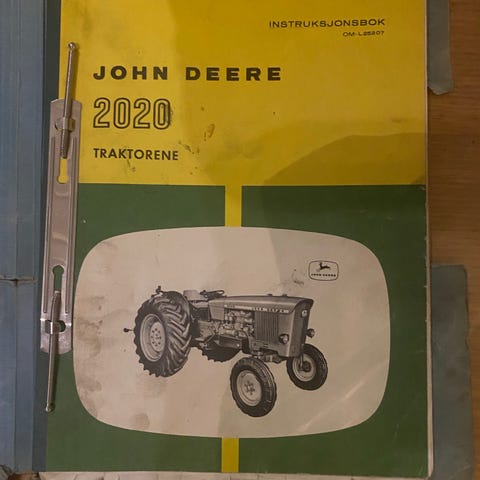 INSTRUKSJONSBOK
OM-L25207
JOHN DEERE
2020
TRAKTORENE
JOHN DEERE